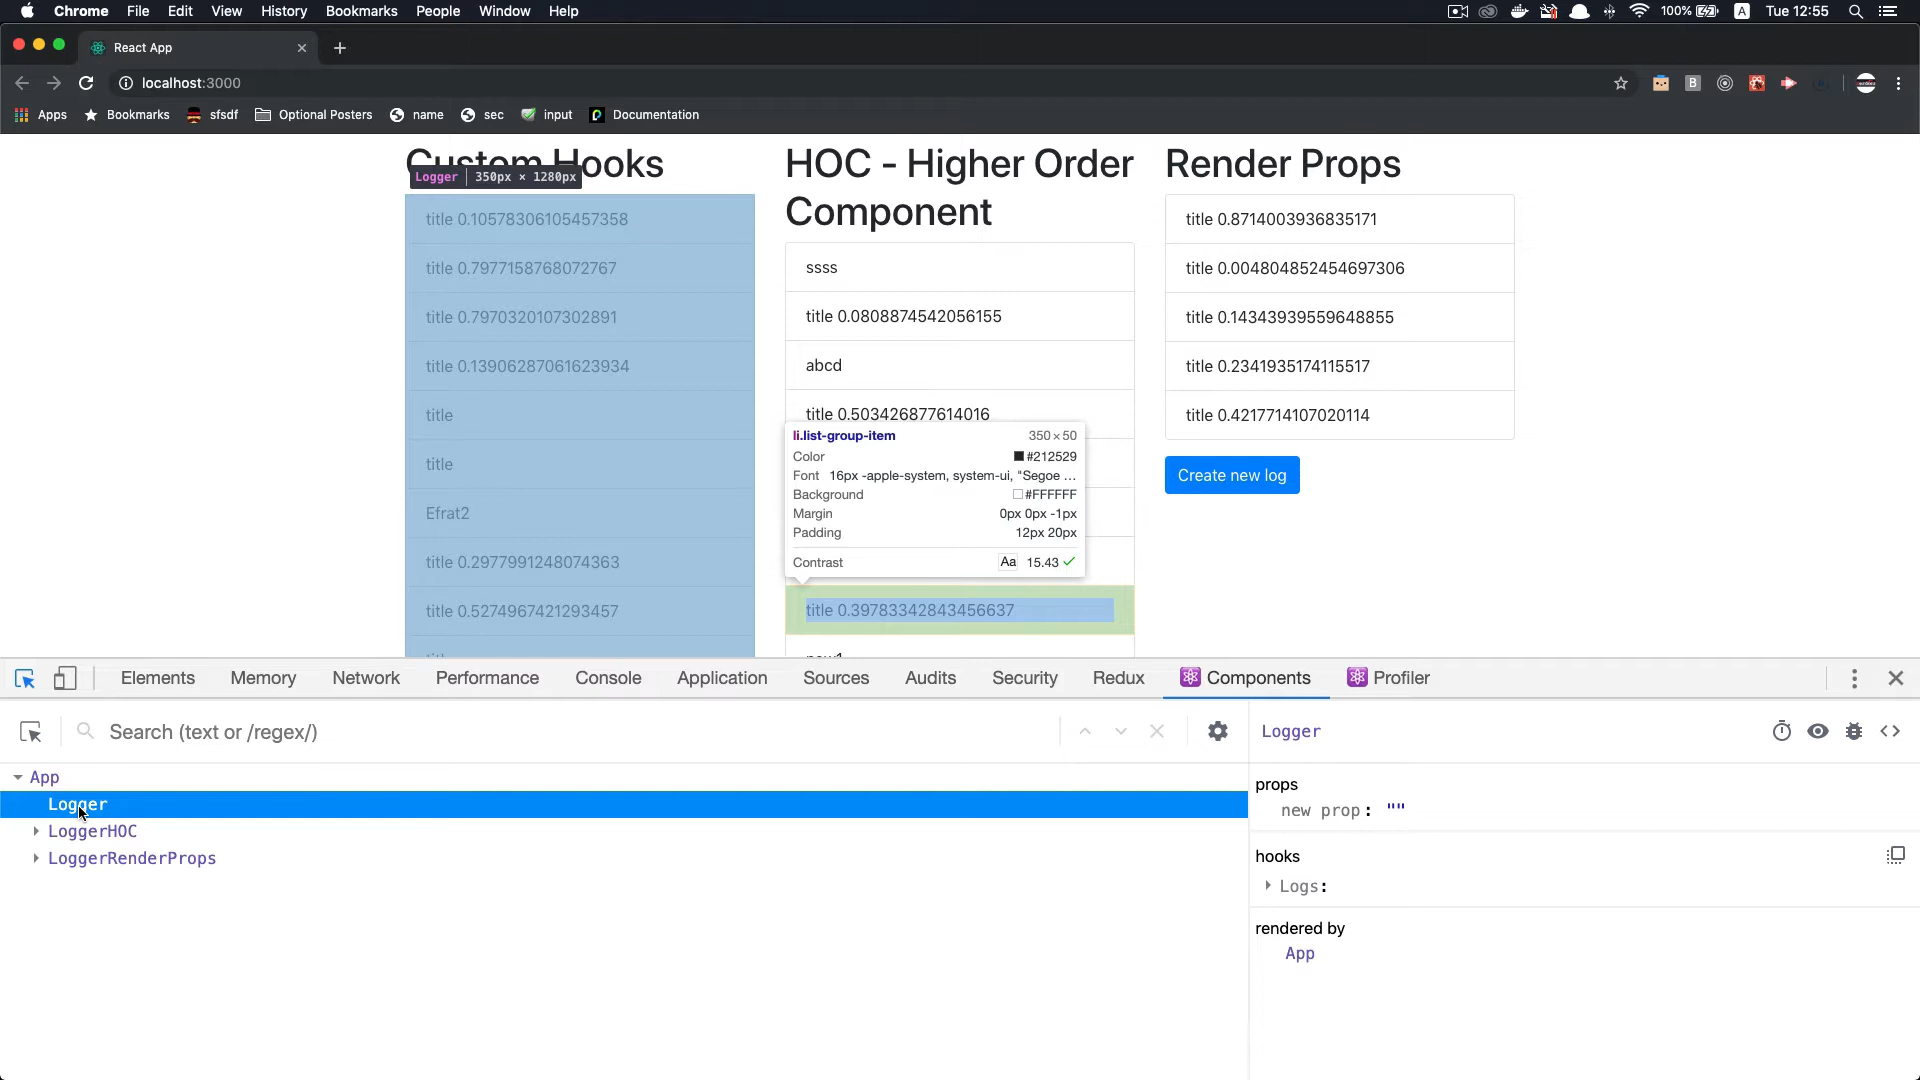 Chrome File Edit View History Bookmarks People Window Help 100% A Tue 12:55
React App
localhost:3000
Apps Bookmarks sfsdf Optional Posters name sec input Documentation
Custom Hooks
Logger 350px × 1280px
title 0.10578306105457358
title 0.7977158768072767
title 0.7970320107302891
title 0.13906287061623934
title
title
Efrat2
title 0.2977991248074363
title 0.5274967421293457
HOC - Higher Order
Component
ssss
title 0.0808874542056155
abcd
title 0.503426877614016
li.list-group-item 350×50
Color #212529
Font 16px -apple-system, system-ui, "Segoe ...
Background #FFFFFF
Margin 0px 0px -1px
Padding 12px 20px
Contrast Aa 15.43
title 0.39783342843456637
Render Props
title 0.8714003936835171
title 0.004804852454697306
title 0.14343939559648855
title 0.2341935174115517
title 0.4217714107020114
Create new log
Elements Memory Network Performance Console Application Sources Audits Security Redux Components Profiler
Search (text or /regex/)
App
Logger
LoggerHOC
LoggerRenderProps
Logger
props
new prop: ""
hooks
Logs:
rendered by
App